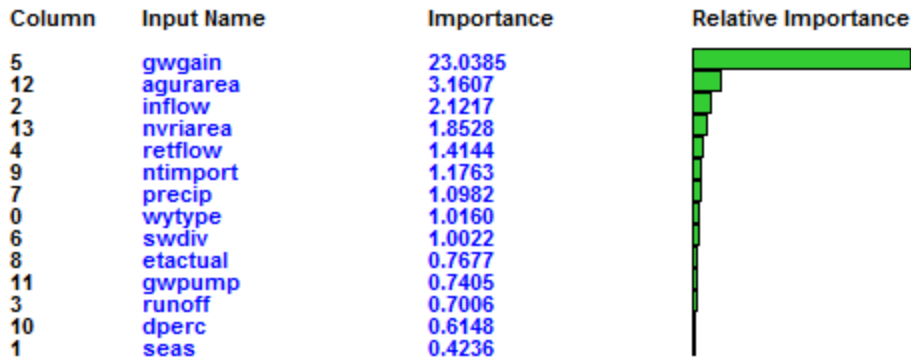 Column Input Name Importance Relative Importance
5 gwgain 23.0385
12 agurarea 3.1607
2 inflow 2.1217
13 nvriarea 1.8528
4 retflow 1.4144
9 ntimport 1.1763
7 precip 1.0982
0 wytype 1.0160
6 swdiv 1.0022
8 etactual 0.7677
11 gwpump 0.7405
3 runoff 0.7006
10 dperc 0.6148
1 seas 0.4236